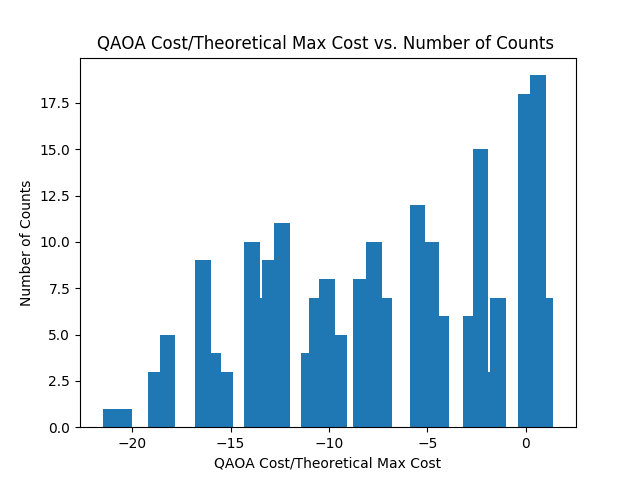 QAOA Cost/Theoretical Max Cost vs. Number of Counts
17.5
15.0
12.5
10.0
7.5
5.0
2.5
0.0
Number of Counts
−20 −15 −10 −5 0
QAOA Cost/Theoretical Max Cost